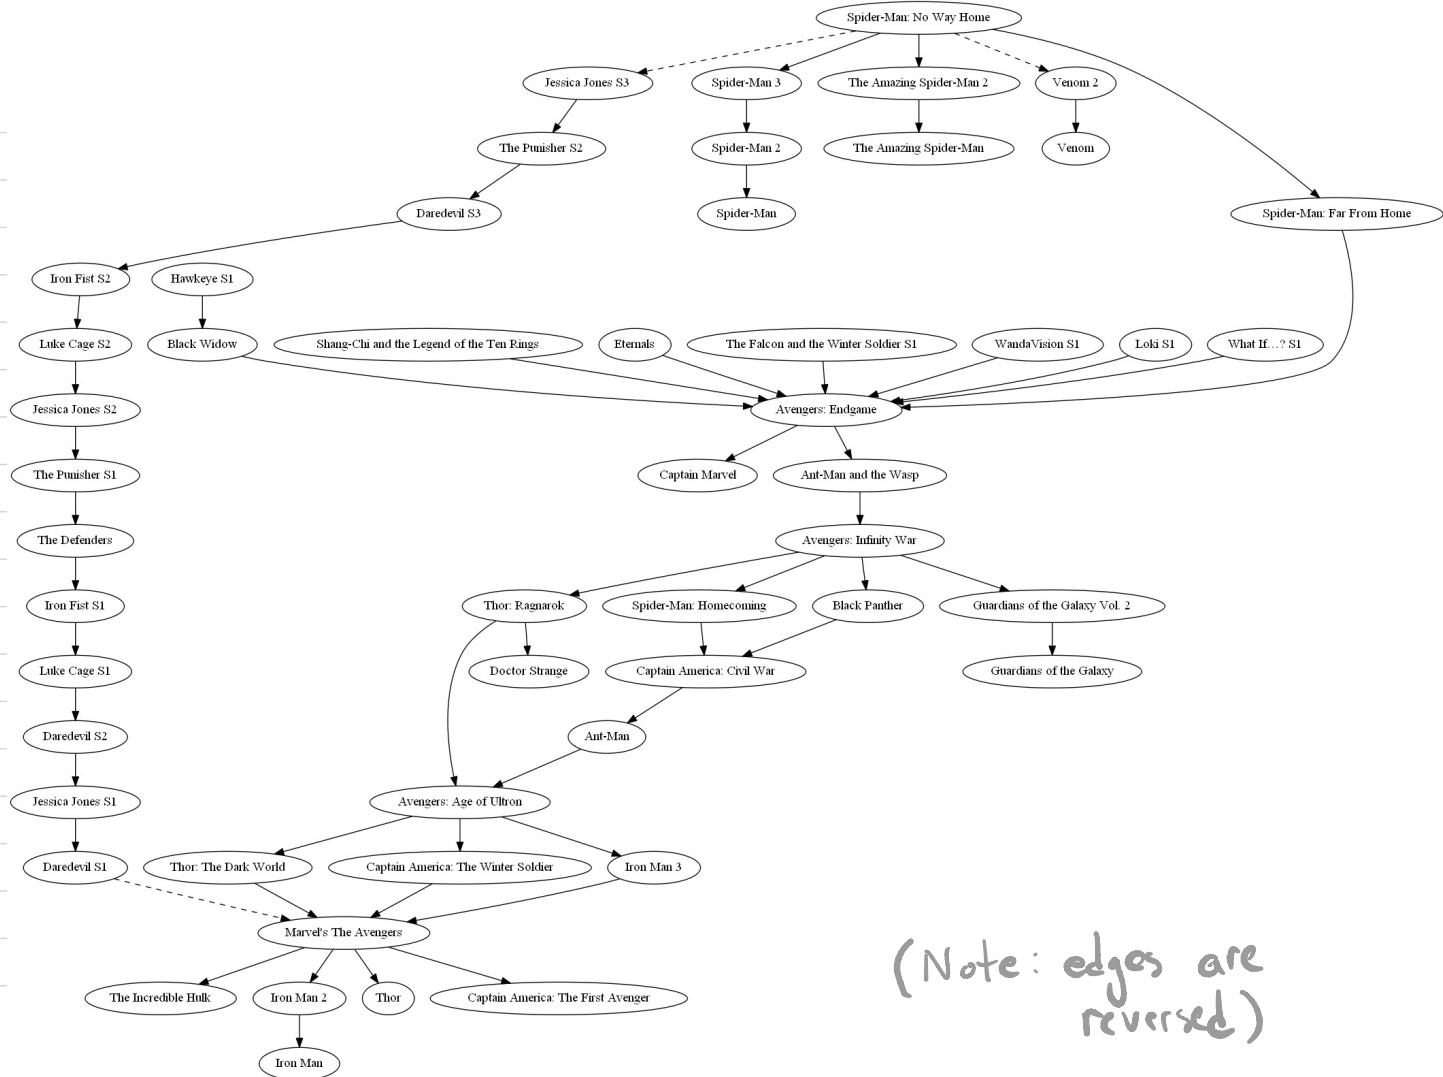 Spider-Man: No Way Home
Jessica Jones S3
Spider-Man 3
The Amazing Spider-Man 2
Venom 2
The Punisher S2
Spider-Man 2
The Amazing Spider-Man
Venom
Daredevil S3
Spider-Man
Spider-Man: Far From Home
Iron Fist S2
Hawkeye S1
Luke Cage S2
Black Widow
Shang-Chi and the Legend of the Ten Rings
Eternals
The Falcon and the Winter Soldier S1
WandaVision S1
Loki S1
What If…? S1
Jessica Jones S2
Avengers: Endgame
The Punisher S1
Captain Marvel
Ant-Man and the Wasp
The Defenders
Avengers: Infinity War
Iron Fist S1
Thor: Ragnarok
Spider-Man: Homecoming
Black Panther
Guardians of the Galaxy Vol. 2
Luke Cage S1
Doctor Strange
Captain America: Civil War
Guardians of the Galaxy
Daredevil S2
Ant-Man
Jessica Jones S1
Avengers: Age of Ultron
Daredevil S1
Thor: The Dark World
Captain America: The Winter Soldier
Iron Man 3
Marvel's The Avengers
The Incredible Hulk
Iron Man 2
Thor
Captain America: The First Avenger
Iron Man
(Note: edges are
reversed)